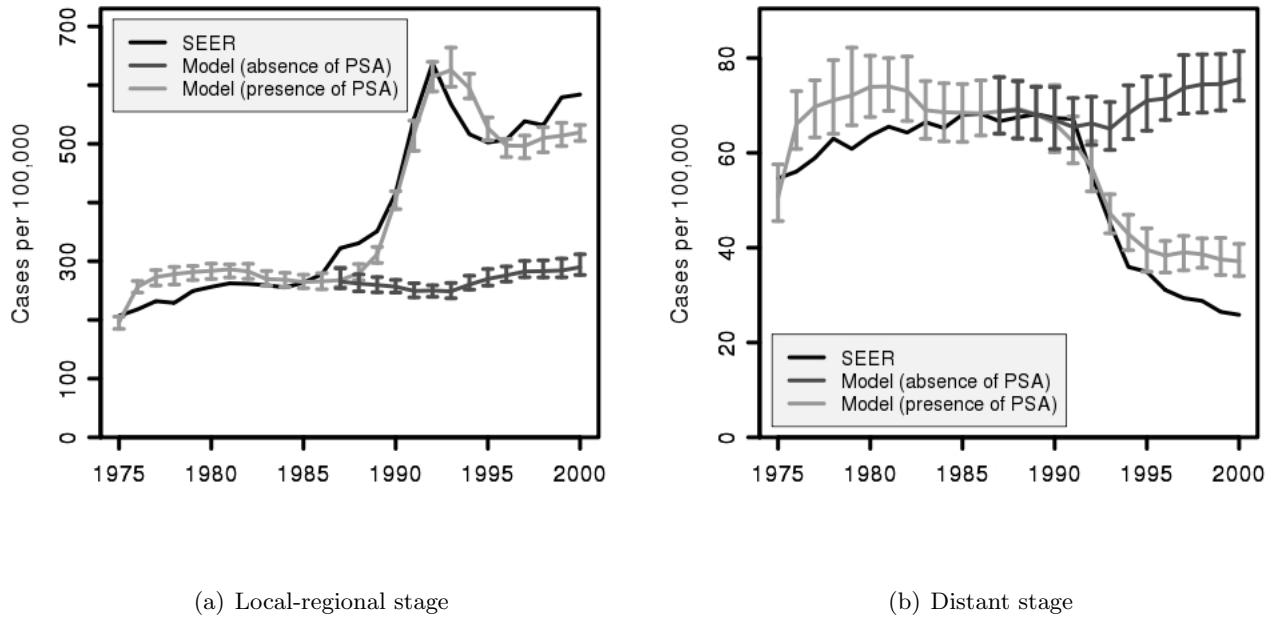 SEER
Model (absence of PSA)
Model (presence of PSA)
Cases per 100,000
700
500
300
100
0
1975 1980 1985 1990 1995 2000
(a) Local-regional stage
SEER
Model (absence of PSA)
Model (presence of PSA)
Cases per 100,000
80
60
40
20
0
1975 1980 1985 1990 1995 2000
(b) Distant stage